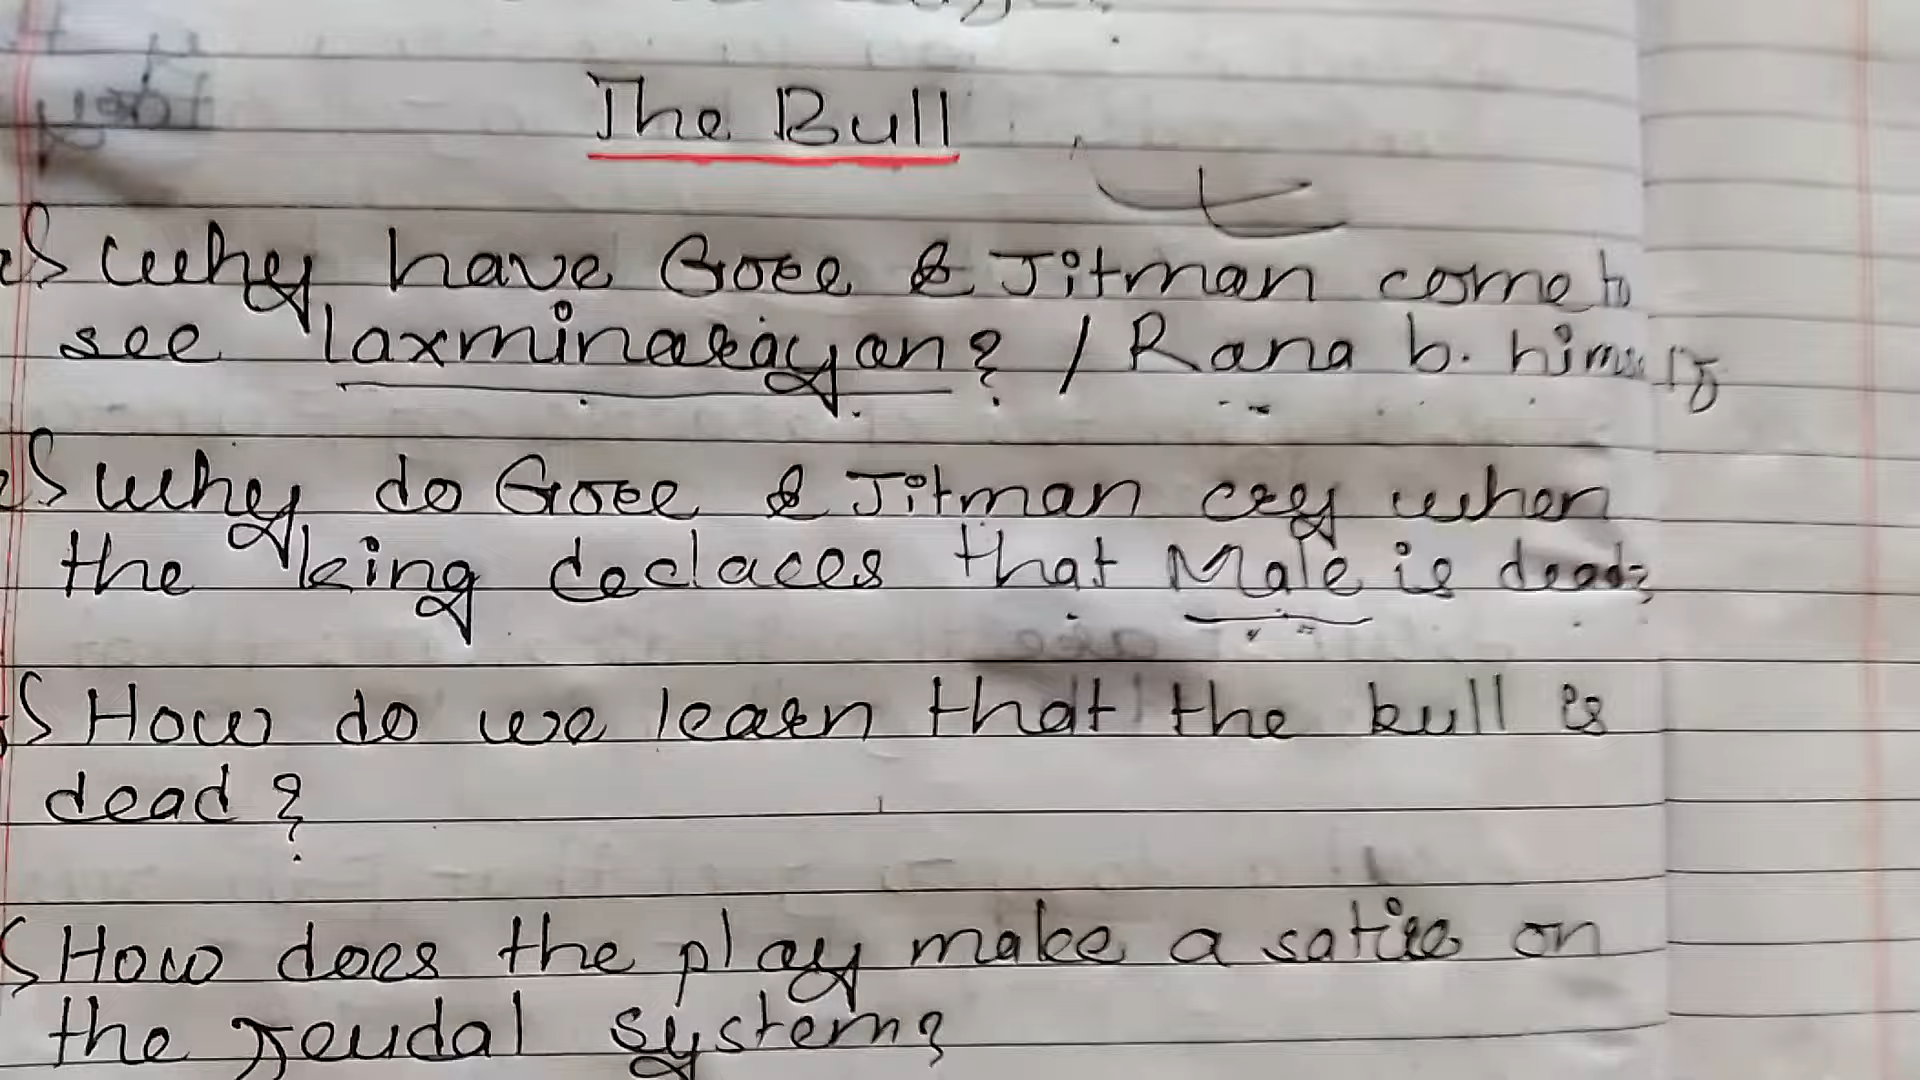 The Bull
Why have Gore & Jitman come to
see laxminarayan? / Rana b. himself
Why do Gore & Jitman cry when
the king declares that Male is dead?
How do we learn that the bull is
dead?
How does the play make a satire on
the feudal system?